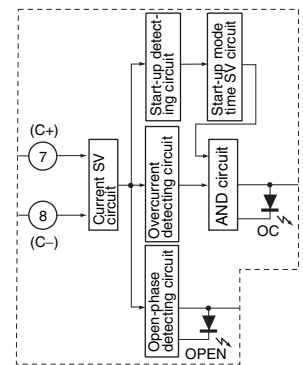 Start-up detect-
ing circuit
Start-up mode
time SV circuit
(C+)
7
8
(C−)
Current SV
circuit
Overcurrent
detecting circuit
AND circuit
OC
Open-phase
detecting circuit
OPEN